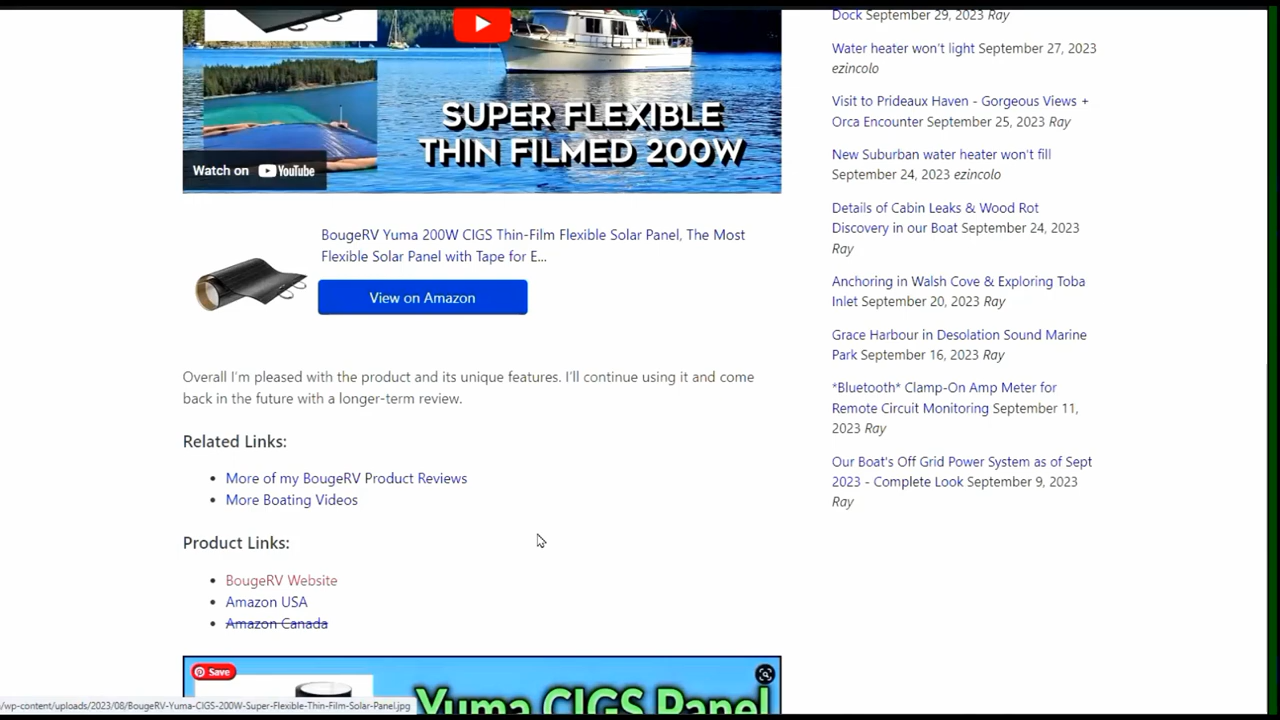 SUPER FLEXIBLE
THIN FILMED 200W
Watch on YouTube
BougeRV Yuma 200W CIGS Thin-Film Flexible Solar Panel, The Most
Flexible Solar Panel with Tape for E...
View on Amazon
Overall I'm pleased with the product and its unique features. I'll continue using it and come
back in the future with a longer-term review.
Related Links:
More of my BougeRV Product Reviews
More Boating Videos
Product Links:
BougeRV Website
Amazon USA
Amazon Canada
Save
Yuma CIGS Panel
/wp-content/uploads/2023/08/BougeRV-Yuma-CIGS-200W-Super-Flexible-Thin-Film-Solar-Panel.jpg
Dock September 29, 2023 Ray
Water heater won't light September 27, 2023
ezincolo
Visit to Prideaux Haven - Gorgeous Views +
Orca Encounter September 25, 2023 Ray
New Suburban water heater won't fill
September 24, 2023 ezincolo
Details of Cabin Leaks & Wood Rot
Discovery in our Boat September 24, 2023
Ray
Anchoring in Walsh Cove & Exploring Toba
Inlet September 20, 2023 Ray
Grace Harbour in Desolation Sound Marine
Park September 16, 2023 Ray
*Bluetooth* Clamp-On Amp Meter for
Remote Circuit Monitoring September 11,
2023 Ray
Our Boat's Off Grid Power System as of Sept
2023 - Complete Look September 9, 2023
Ray